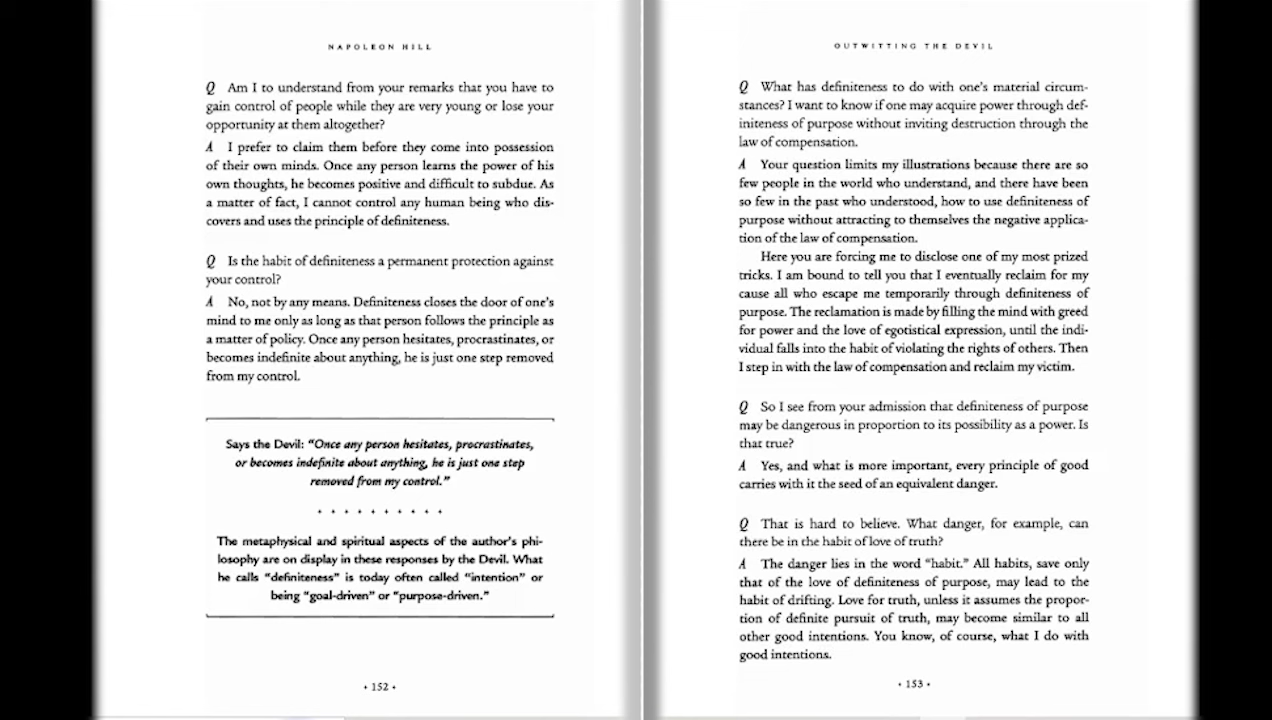 NAPOLEON HILL
Q Am I to understand from your remarks that you have to
gain control of people while they are very young or lose your
opportunity at them altogether?
A I prefer to claim them before they come into possession
of their own minds. Once any person learns the power of his
own thoughts, he becomes positive and difficult to subdue. As
a matter of fact, I cannot control any human being who dis-
covers and uses the principle of definiteness.
Q Is the habit of definiteness a permanent protection against
your control?
A No, not by any means. Definiteness closes the door of one's
mind to me only as long as that person follows the principle as
a matter of policy. Once any person hesitates, procrastinates, or
becomes indefinite about anything, he is just one step removed
from my control.
Says the Devil: "Once any person hesitates, procrastinates,
or becomes indefinite about anything, he is just one step
removed from my control."
The metaphysical and spiritual aspects of the author's phi-
losophy are on display in these responses by the Devil. What
he calls "definiteness" is today often called "intention" or
being "goal-driven" or "purpose-driven."
• 152 •
OUTWITTING THE DEVIL
Q What has definiteness to do with one's material circum-
stances? I want to know if one may acquire power through def-
initeness of purpose without inviting destruction through the
law of compensation.
A Your question limits my illustrations because there are so
few people in the world who understand, and there have been
so few in the past who understood, how to use definiteness of
purpose without attracting to themselves the negative applica-
tion of the law of compensation.
Here you are forcing me to disclose one of my most prized
tricks. I am bound to tell you that I eventually reclaim for my
cause all who escape me temporarily through definiteness of
purpose. The reclamation is made by filling the mind with greed
for power and the love of egotistical expression, until the indi-
vidual falls into the habit of violating the rights of others. Then
I step in with the law of compensation and reclaim my victim.
Q So I see from your admission that definiteness of purpose
may be dangerous in proportion to its possibility as a power. Is
that true?
A Yes, and what is more important, every principle of good
carries with it the seed of an equivalent danger.
Q That is hard to believe. What danger, for example, can
there be in the habit of love of truth?
A The danger lies in the word "habit." All habits, save only
that of the love of definiteness of purpose, may lead to the
habit of drifting. Love for truth, unless it assumes the propor-
tion of definite pursuit of truth, may become similar to all
other good intentions. You know, of course, what I do with
good intentions.
• 153 •